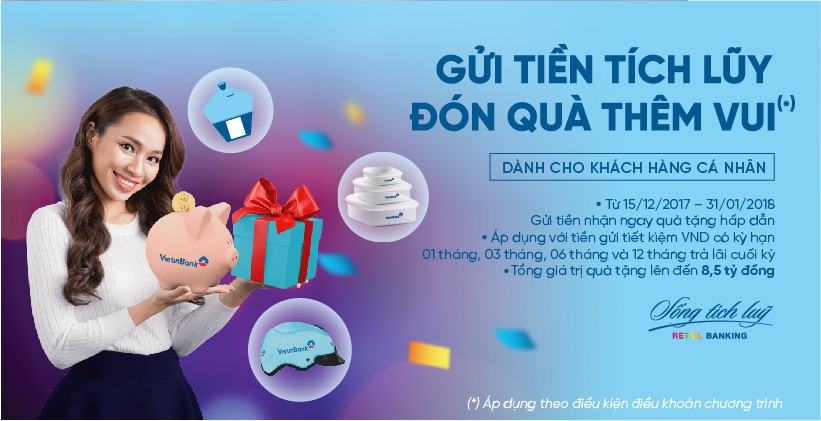 GỬI TIỀN TÍCH LŨY
ĐÓN QUÀ THÊM VUI(*)
DÀNH CHO KHÁCH HÀNG CÁ NHÂN
• Từ 15/12/2017 – 31/01/2018
Gửi tiền nhận ngay quà tặng hấp dẫn
• Áp dụng với tiền gửi tiết kiệm VND có kỳ hạn
01 tháng, 03 tháng, 06 tháng và 12 tháng trả lãi cuối kỳ
• Tổng giá trị quà tặng lên đến 8,5 tỷ đồng
VietinBank
VietinBank
Sống tích luỹ
RETAIL BANKING
(*) Áp dụng theo điều kiện điều khoản chương trình